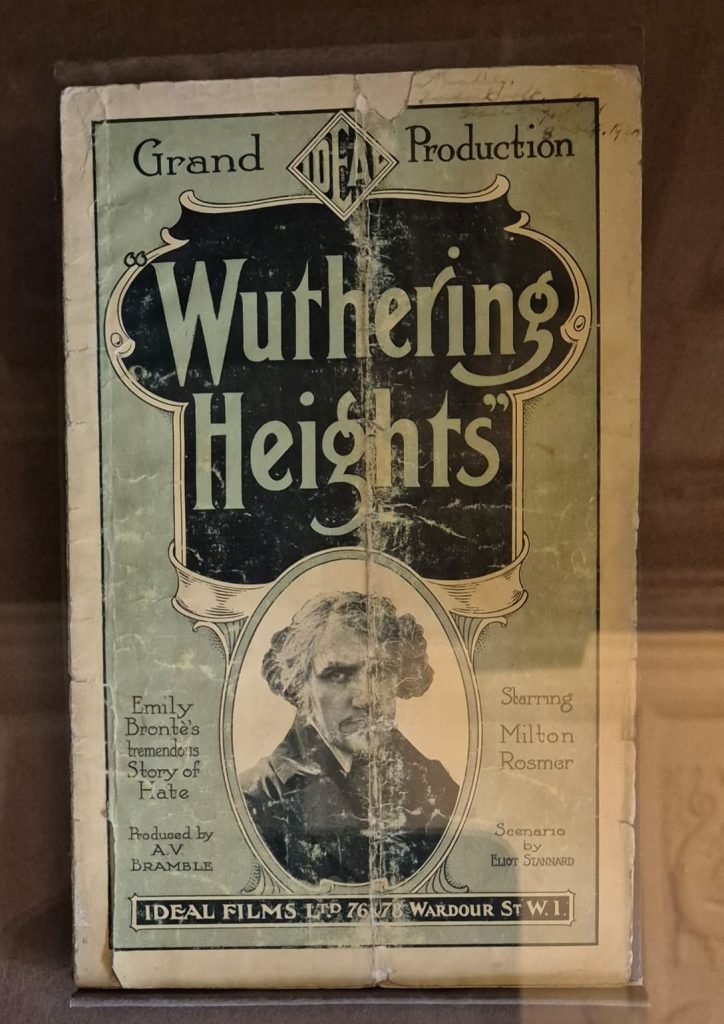 Grand IDEAL Production
"Wuthering
Heights"
Emily
Brontë's
tremendous
Story of
Hate
Produced by
A.V.
BRAMBLE
Starring
Milton
Rosmer
Scenario
by
ELIOT STANNARD
IDEAL FILMS LTD 76 & 78 WARDOUR ST W. 1.